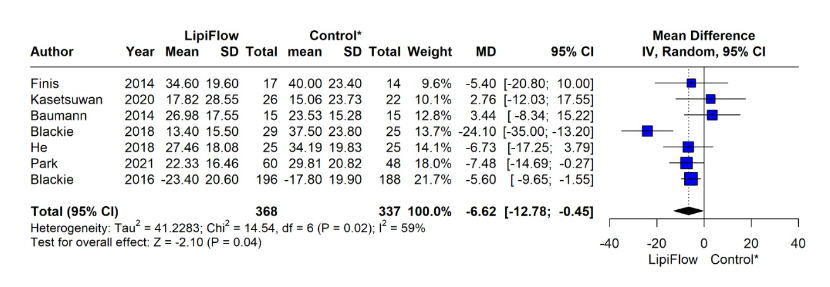 LipiFlow Control* Mean Difference
Author Year Mean SD Total mean SD Total Weight MD 95% CI IV, Random, 95% CI
Finis 2014 34.60 19.60 17 40.00 23.40 14 9.6% -5.40 [-20.80; 10.00]
Kasetsuwan 2020 17.82 28.55 26 15.06 23.73 22 10.1% 2.76 [-12.03; 17.55]
Baumann 2014 26.98 17.55 15 23.53 15.28 15 12.8% 3.44 [ -8.34; 15.22]
Blackie 2018 13.40 15.50 29 37.50 23.80 25 13.7% -24.10 [-35.00; -13.20]
He 2018 27.46 18.08 25 34.19 19.83 25 14.1% -6.73 [-17.25; 3.79]
Park 2021 22.33 16.46 60 29.81 20.82 48 18.0% -7.48 [-14.69; -0.27]
Blackie 2016 -23.40 20.60 196 -17.80 19.90 188 21.7% -5.60 [ -9.65; -1.55]
Total (95% CI) 368 337 100.0% -6.62 [-12.78; -0.45]
Heterogeneity: Tau² = 41.2283; Chi² = 14.54, df = 6 (P = 0.02); I² = 59%
Test for overall effect: Z = -2.10 (P = 0.04)
-40 -20 0 20 40
LipiFlow Control*